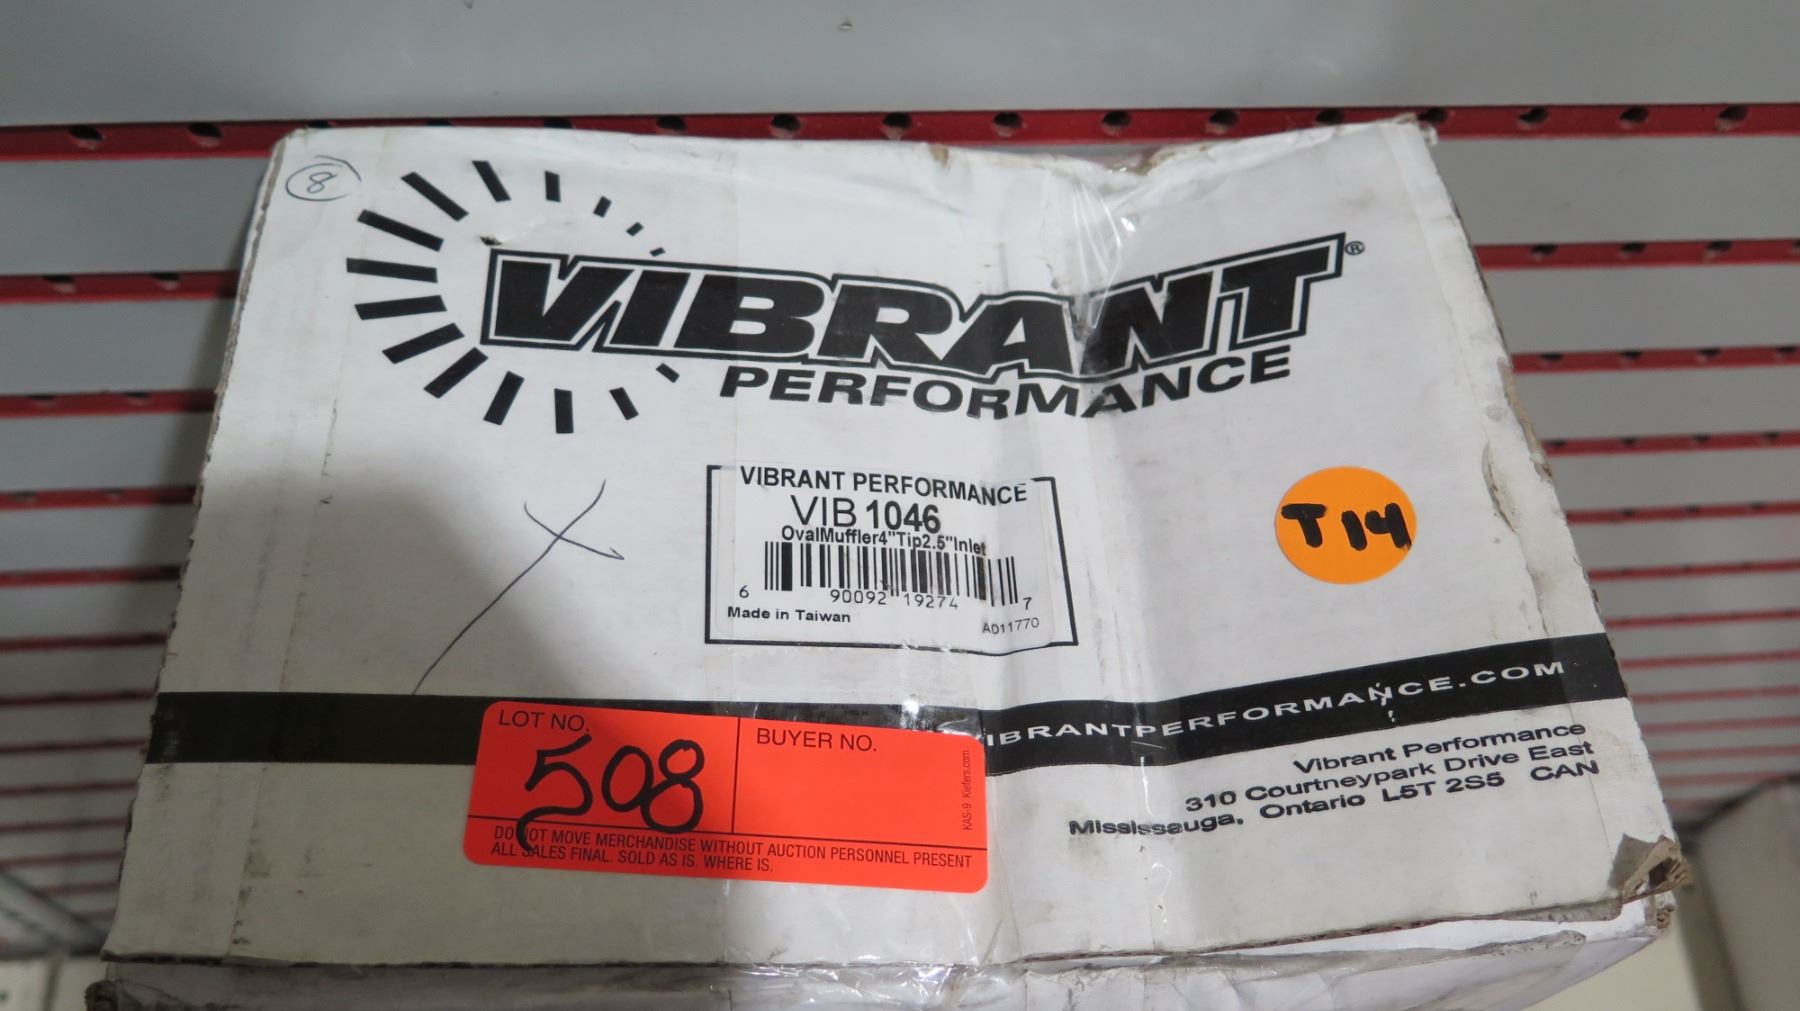 8
VIBRANT®
PERFORMANCE
VIBRANT PERFORMANCE
VIB 1046
OvalMuffler4"Tip2.5"Inlet
6 90092 19274 7
Made in Taiwan
A011770
T14
IBRANTPERFORMANCE.COM
Vibrant Performance
310 Courtneypark Drive East
Mississauga, Ontario L5T 2S5 CAN
LOT NO.
508
BUYER NO.
KAS-9 Kiefers.com
DO NOT MOVE MERCHANDISE WITHOUT AUCTION PERSONNEL PRESENT
ALL SALES FINAL. SOLD AS IS. WHERE IS.